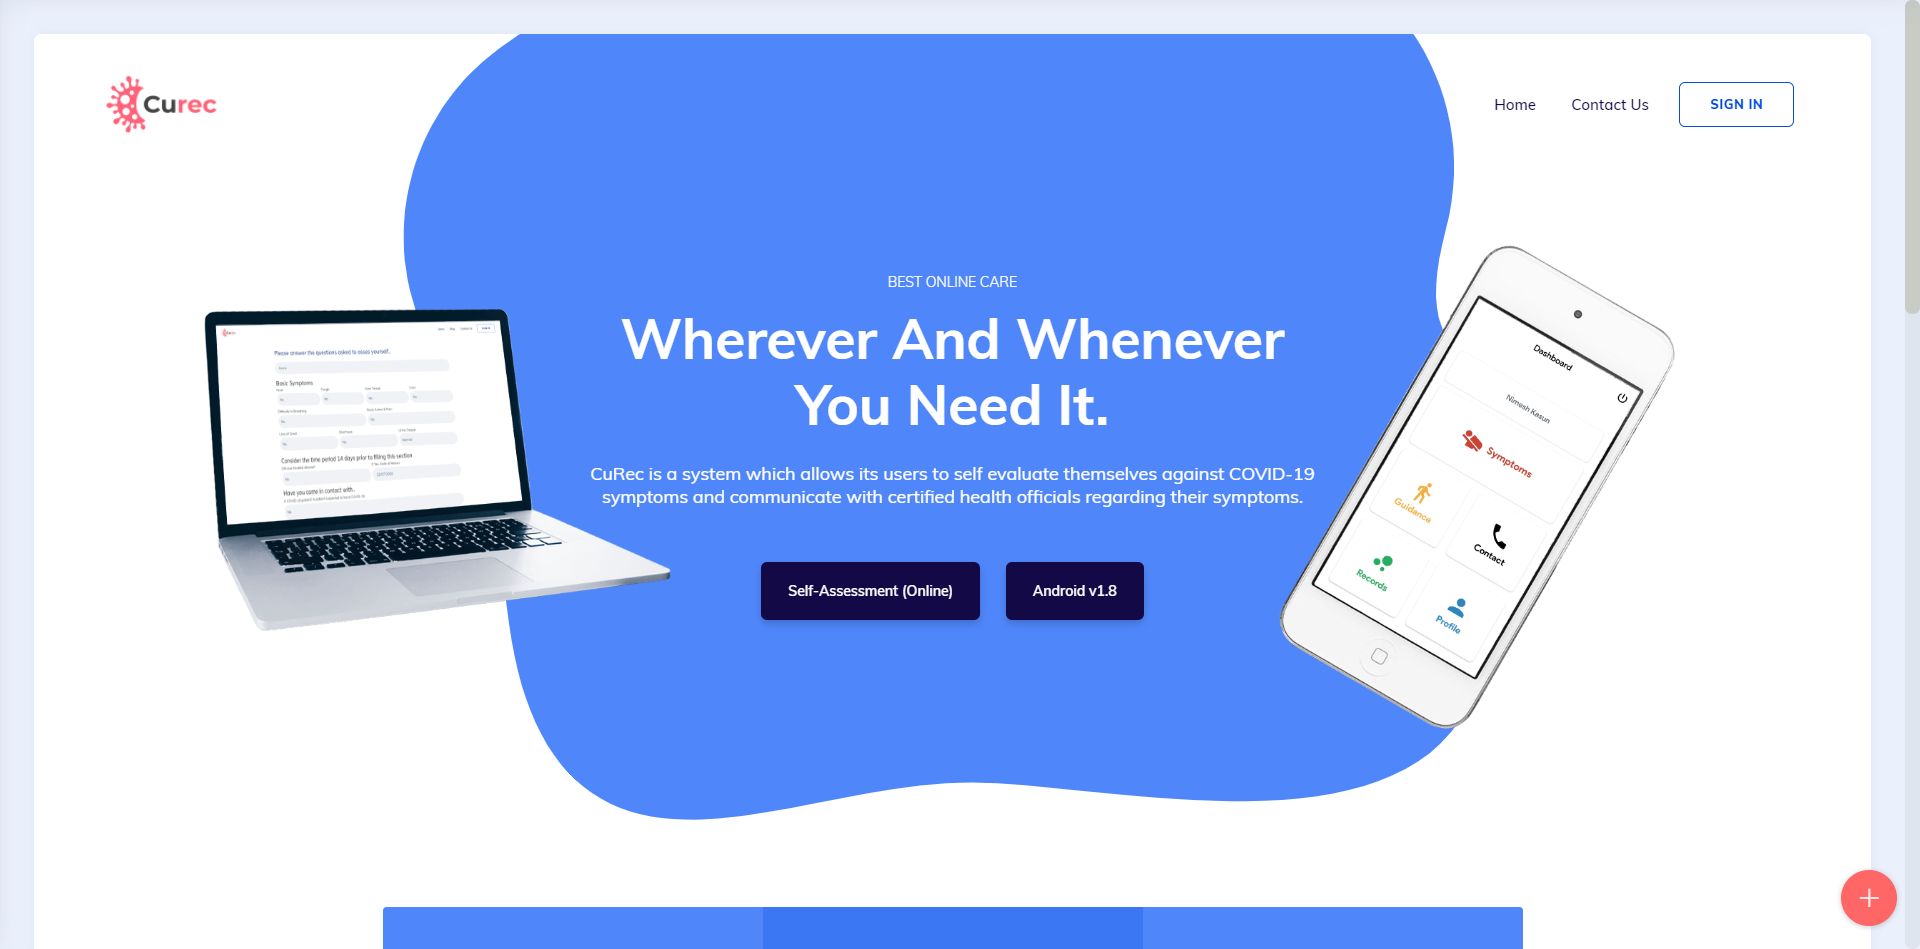 Curec
Home
Contact Us
SIGN IN
BEST ONLINE CARE
Wherever And Whenever
You Need It.
CuRec is a system which allows its users to self evaluate themselves against COVID-19
symptoms and communicate with certified health officials regarding their symptoms.
Self-Assessment (Online)
Android v1.8
Please answer the questions asked to asses yourself..
Basic Symptoms
Consider the time period 14 days prior to filling this section
Have you come in contact with..
Dashboard
Nimesh Kasun
Symptoms
Guidance
Contact
Records
Profile